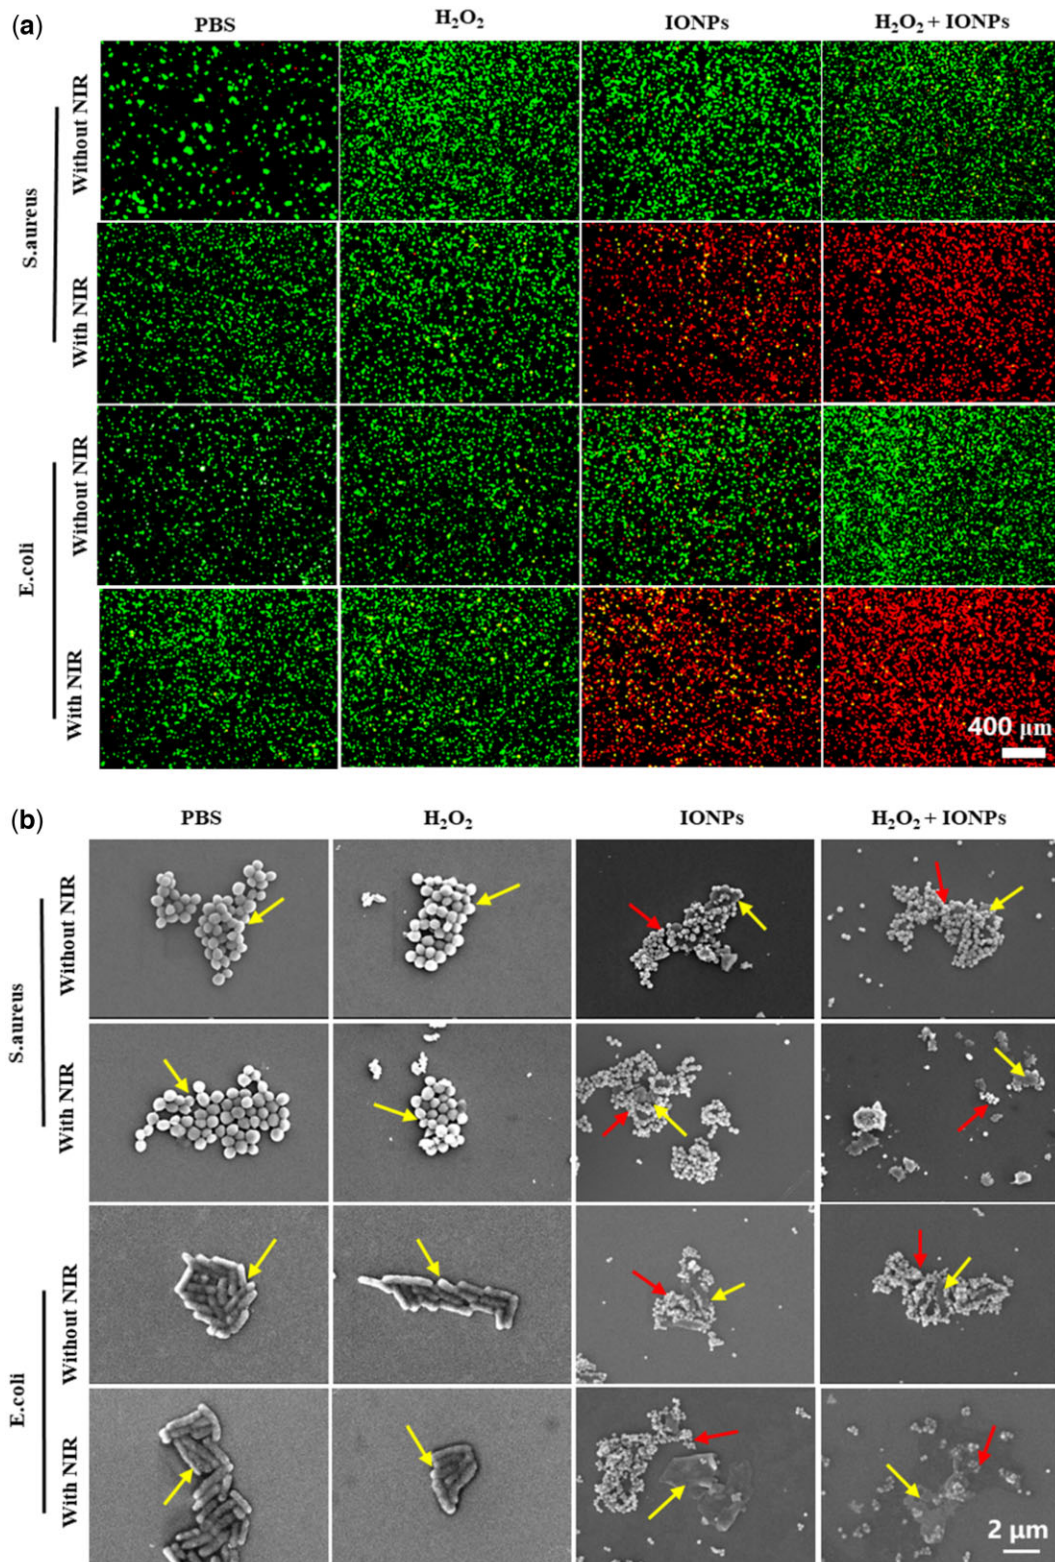 (a)
PBS
H₂O₂
IONPs
H₂O₂ + IONPs
S.aureus
Without NIR
With NIR
E.coli
Without NIR
With NIR
400 μm
(b)
PBS
H₂O₂
IONPs
H₂O₂ + IONPs
S.aureus
Without NIR
With NIR
E.coli
Without NIR
With NIR
2 μm